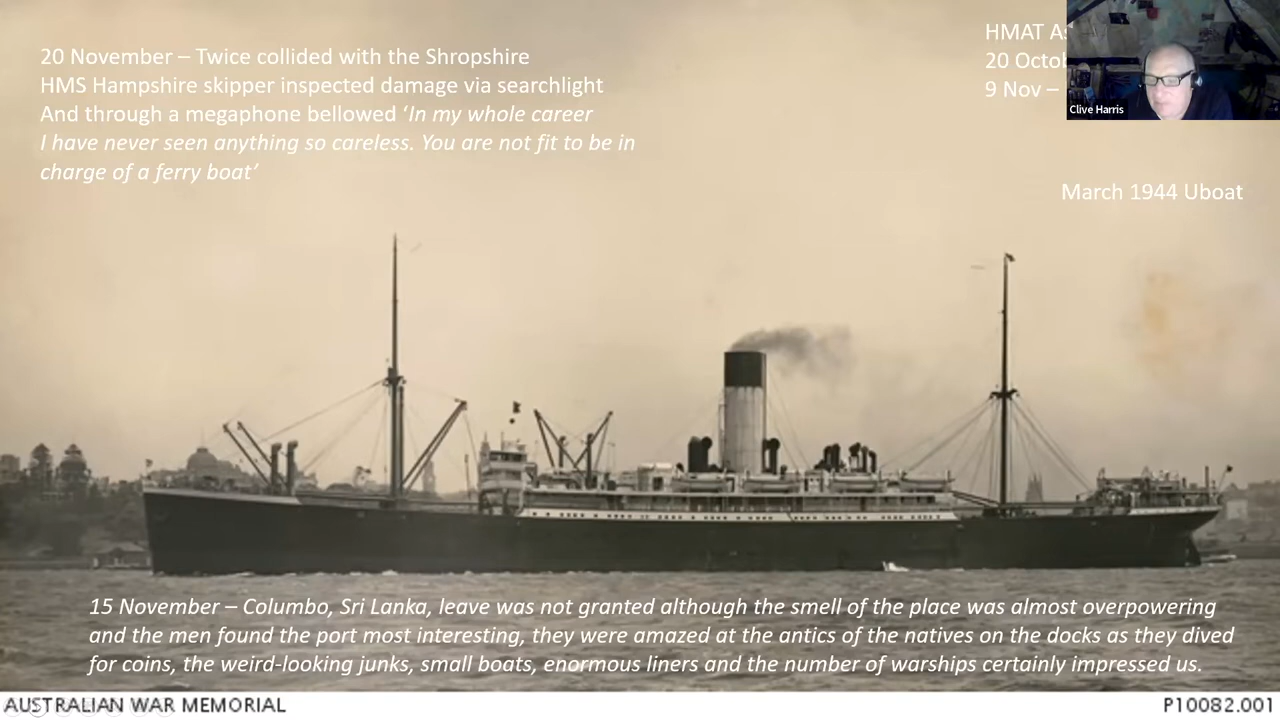 20 November – Twice collided with the Shropshire
HMS Hampshire skipper inspected damage via searchlight
And through a megaphone bellowed ‘In my whole career
I have never seen anything so careless. You are not fit to be in
charge of a ferry boat’
HMAT
20
9 Nov –
Clive Harris
March 1944 Uboat
15 November – Columbo, Sri Lanka, leave was not granted although the smell of the place was almost overpowering
and the men found the port most interesting, they were amazed at the antics of the natives on the docks as they dived
for coins, the weird-looking junks, small boats, enormous liners and the number of warships certainly impressed us.
AUSTRALIAN WAR MEMORIAL
P10082.001